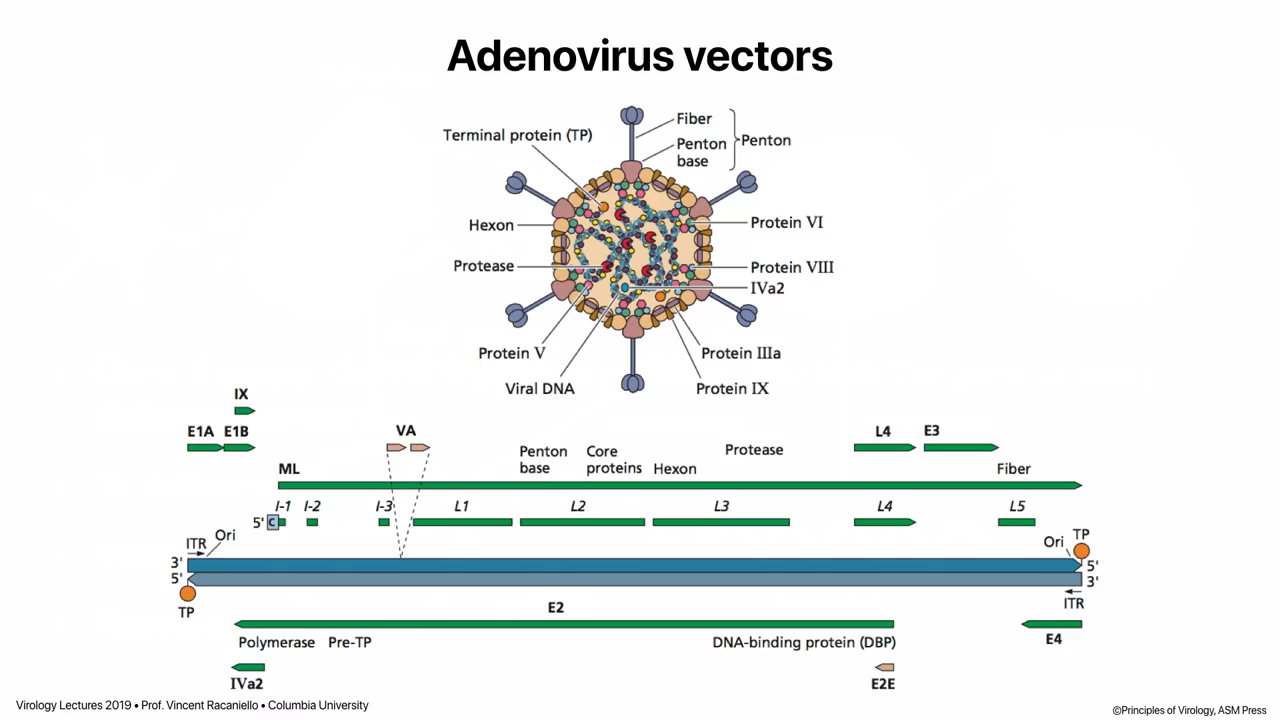 Adenovirus vectors
Terminal protein (TP)
Fiber
Penton
base
Penton
Hexon
Protein VI
Protease
Protein VIII
IVa2
Protein V
Protein IIIa
Viral DNA
Protein IX
IX
E1A
E1B
VA
L4
E3
Penton
base
Core
proteins
Hexon
Protease
ML
Fiber
I-1
I-2
I-3
L1
L2
L3
L4
L5
5'
C
ITR
Ori
Ori
TP
3'
5'
5'
3'
TP
ITR
E2
E4
Polymerase
Pre-TP
DNA-binding protein (DBP)
IVa2
E2E
Virology Lectures 2019 • Prof. Vincent Racaniello • Columbia University
©Principles of Virology, ASM Press